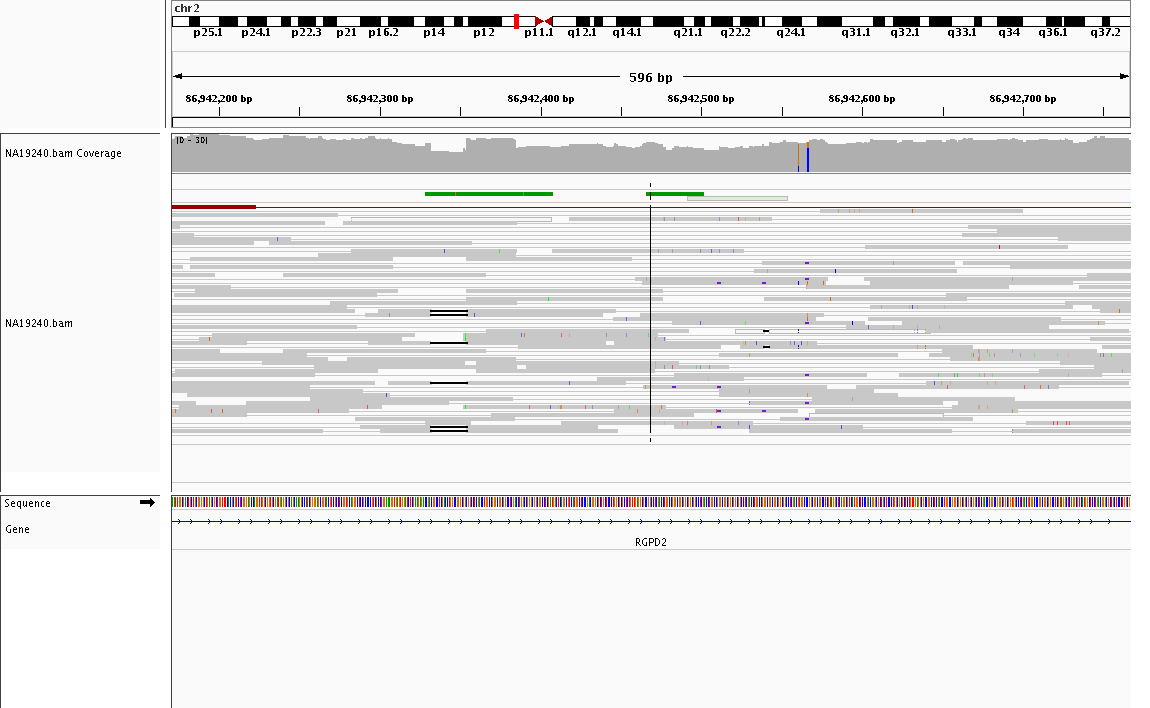 chr2
p25.1 p24.1 p22.3 p21 p16.2 p14 p12 p11.1 q12.1 q14.1 q21.1 q22.2 q24.1 q31.1 q32.1 q33.1 q34 q36.1 q37.2
596 bp
86,942,200 bp 86,942,300 bp 86,942,400 bp 86,942,500 bp 86,942,600 bp 86,942,700 bp
[0 - 30]
NA19240.bam Coverage
NA19240.bam
Sequence
Gene
RGPD2